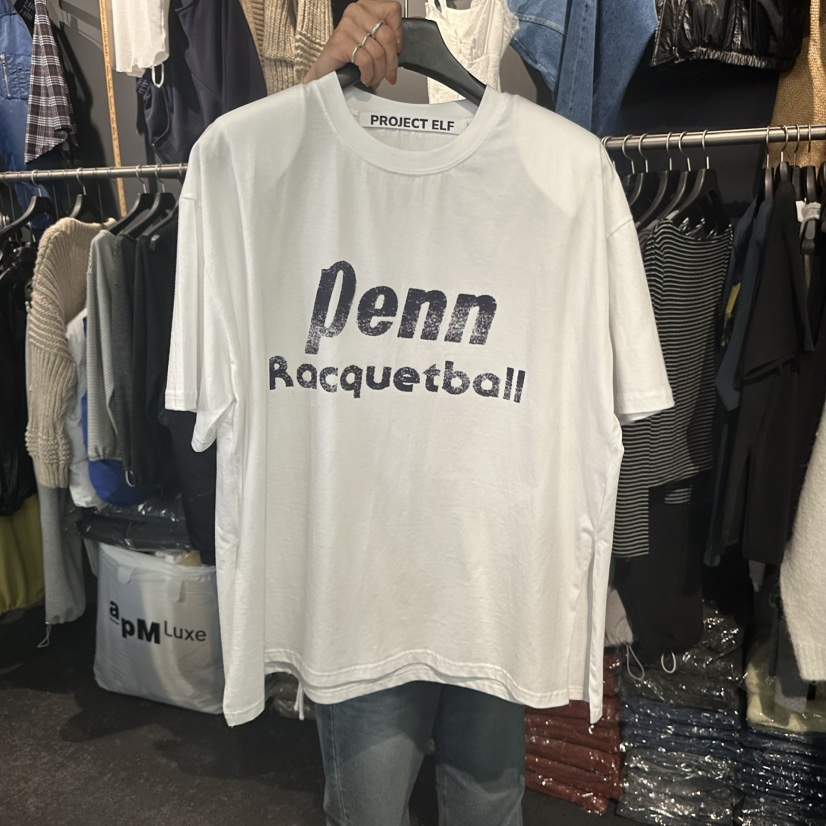 PROJECT ELF
Penn
Racquetball
apM Luxe